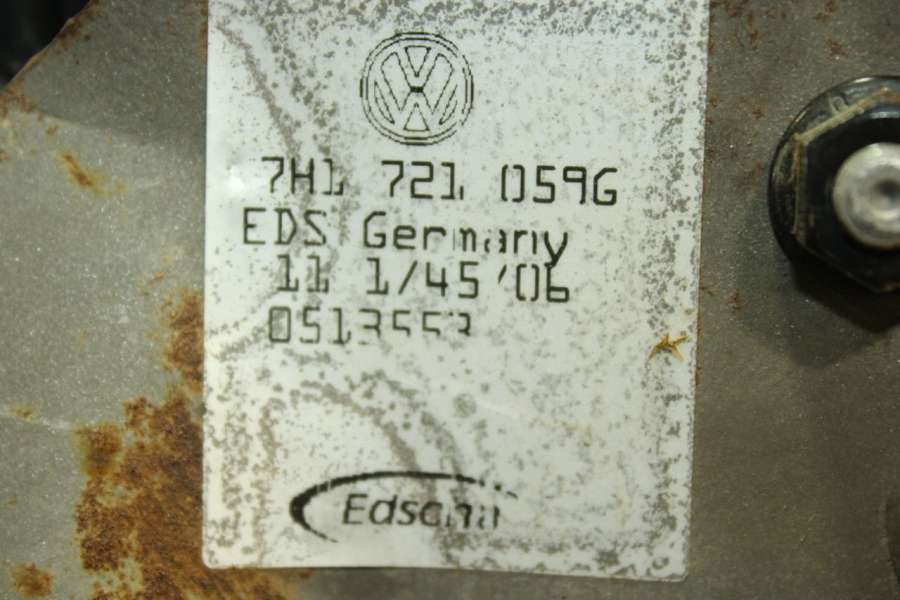 7H1 721 059G
EDS Germany
11 1/45/06
0513553
Edscha